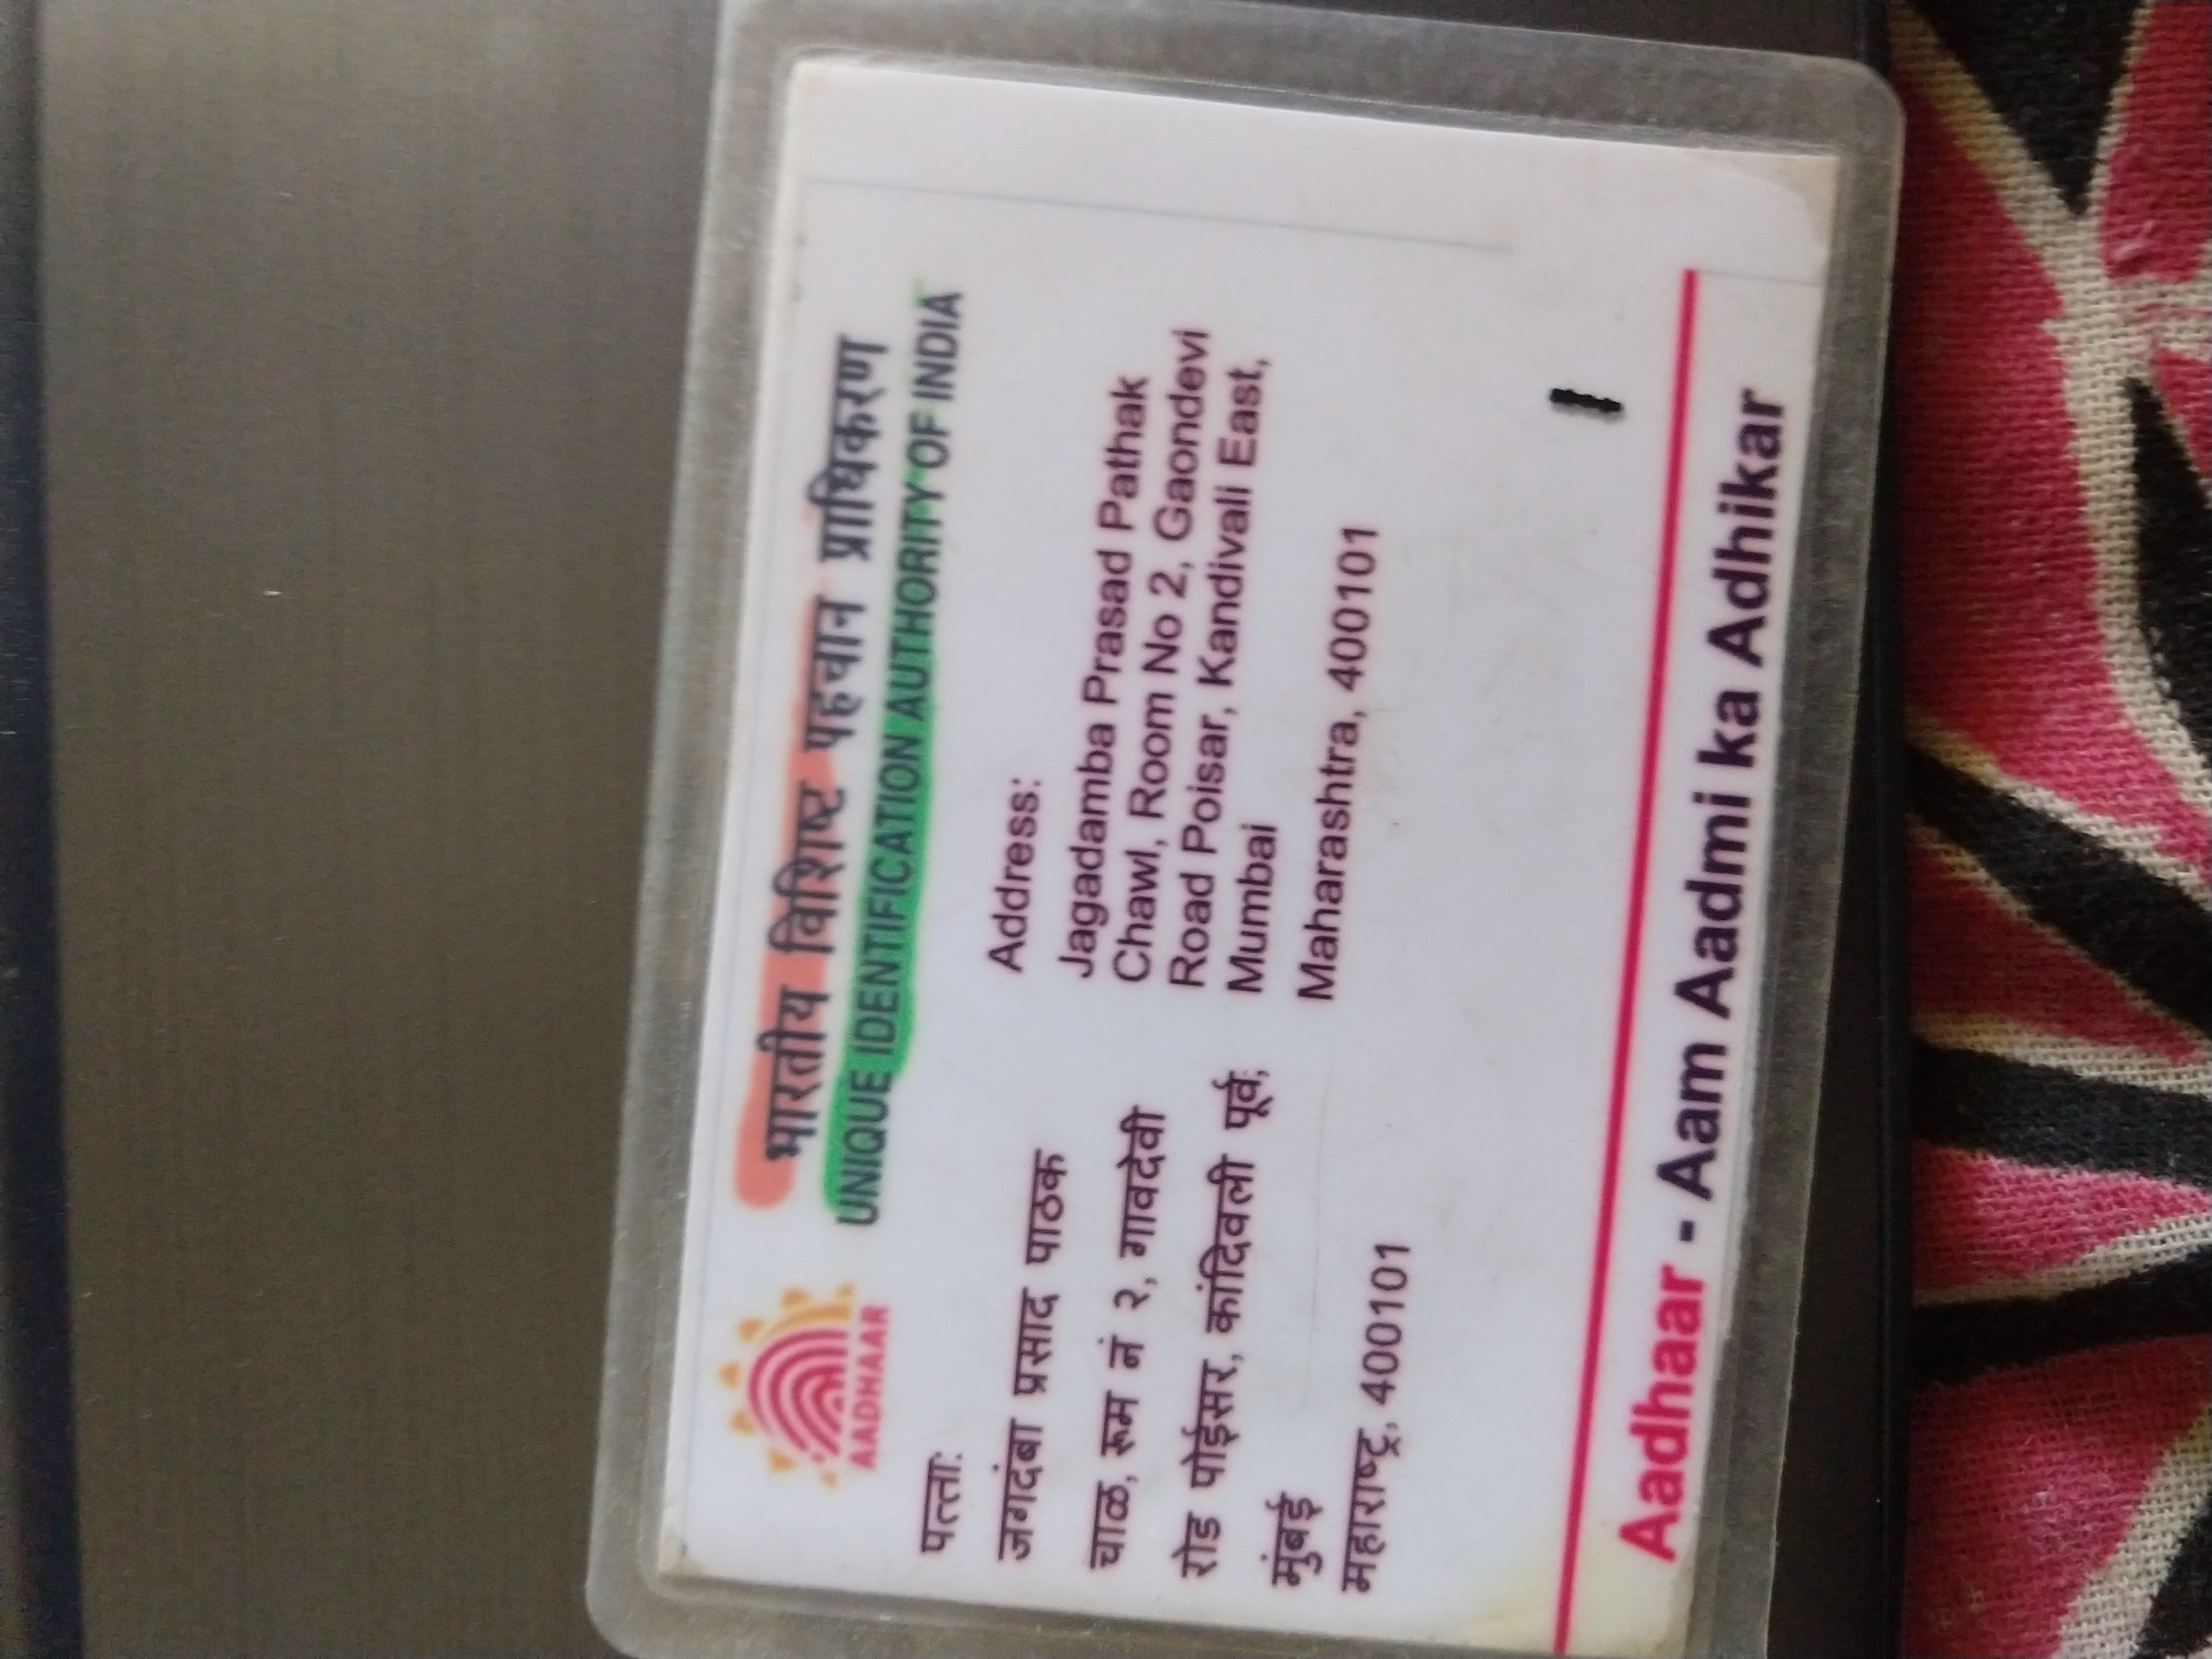 भारतीय विशिष्ट पहचान प्राधिकरण
UNIQUE IDENTIFICATION AUTHORITY OF INDIA
AADHAAR
पत्ता:
जगदंबा प्रसाद पाठक
चाळ, रूम नं २, गावदेवी
रोड पोईसर, कांदिवली पूर्व,
मुंबई
महाराष्ट्र, 400101
Address:
Jagadamba Prasad Pathak
Chawl, Room No 2, Gaondevi
Road Poisar, Kandivali East,
Mumbai
Maharashtra, 400101
Aadhaar - Aam Aadmi ka Adhikar